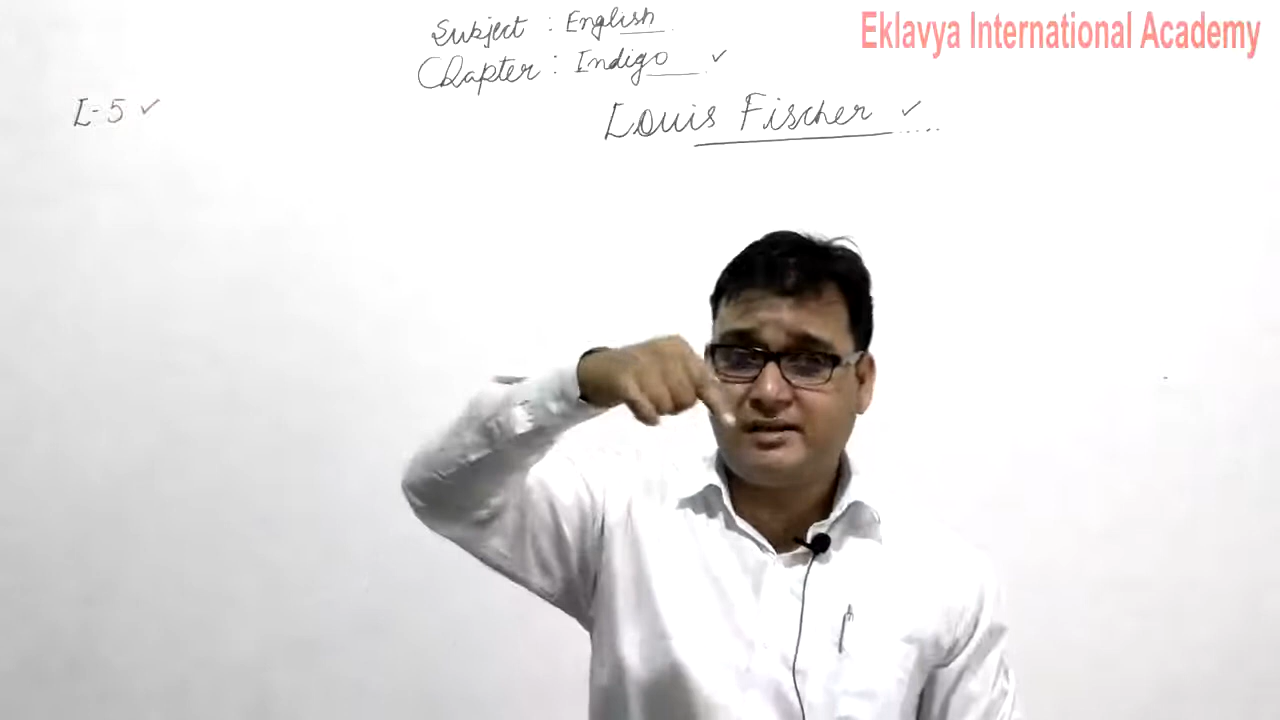 Subject : English
Eklavya International Academy
Chapter : Indigo ✓
L-5 ✓
Louis Fischer ✓ .....